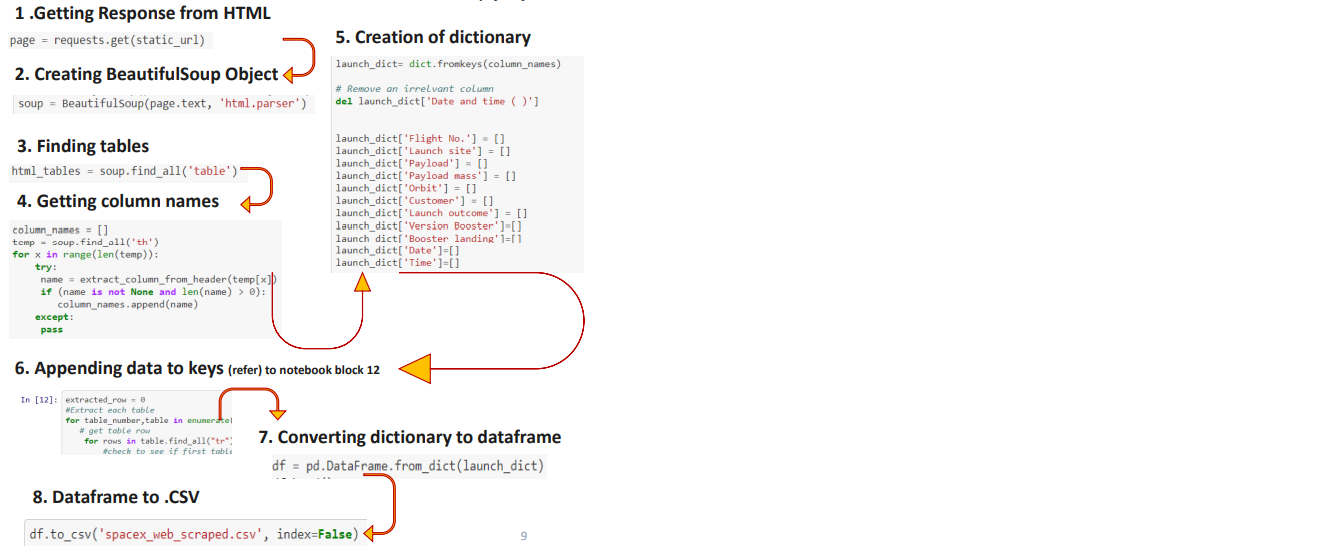 1 .Getting Response from HTML
page = requests.get(static_url)
2. Creating BeautifulSoup Object
soup = BeautifulSoup(page.text, 'html.parser')
3. Finding tables
html_tables = soup.find_all('table')
4. Getting column names
column_names = []
temp = soup.find_all('th')
for x in range(len(temp)):
try:
name = extract_column_from_header(temp[x])
if (name is not None and len(name) > 0):
column_names.append(name)
except:
pass
5. Creation of dictionary
launch_dict= dict.fromkeys(column_names)
# Remove an irrelvant column
del launch_dict['Date and time ( )']
launch_dict['Flight No.'] = []
launch_dict['Launch site'] = []
launch_dict['Payload'] = []
launch_dict['Payload mass'] = []
launch_dict['Orbit'] = []
launch_dict['Customer'] = []
launch_dict['Launch outcome'] = []
launch_dict['Version Booster']=[]
launch_dict['Booster landing']=[]
launch_dict['Date']=[]
launch_dict['Time']=[]
6. Appending data to keys (refer) to notebook block 12
In [12]: extracted_row = 0
#Extract each table
for table_number,table in enumerate(
# get table row
for rows in table.find_all("tr")
#check to see if first table
7. Converting dictionary to dataframe
df = pd.DataFrame.from_dict(launch_dict)
8. Dataframe to .CSV
df.to_csv('spacex_web_scraped.csv', index=False)
9